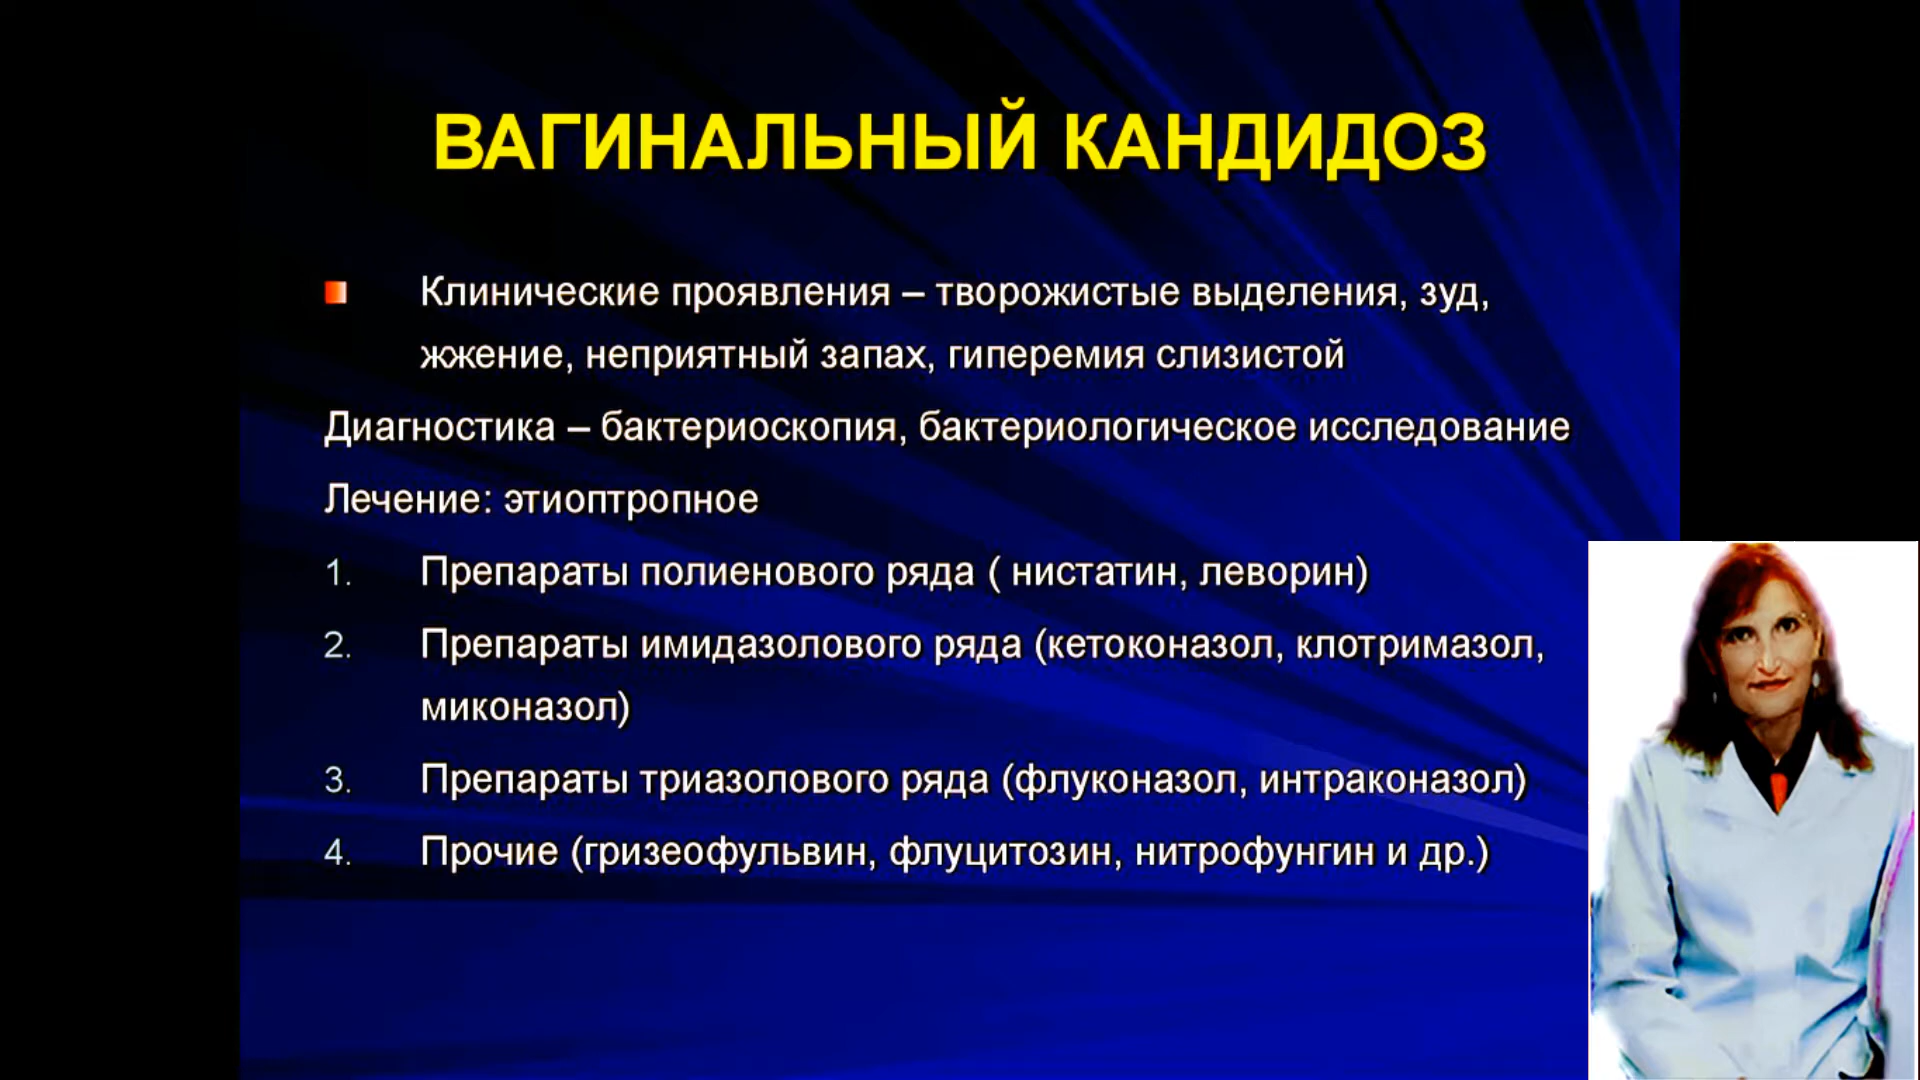 ВАГИНАЛЬНЫЙ КАНДИДОЗ
Клинические проявления – творожистые выделения, зуд,
жжение, неприятный запах, гиперемия слизистой
Диагностика – бактериоскопия, бактериологическое исследование
Лечение: этиоптропное
1. Препараты полиенового ряда ( нистатин, леворин)
2. Препараты имидазолового ряда (кетоконазол, клотримазол,
миконазол)
3. Препараты триазолового ряда (флуконазол, интраконазол)
4. Прочие (гризеофульвин, флуцитозин, нитрофунгин и др.)